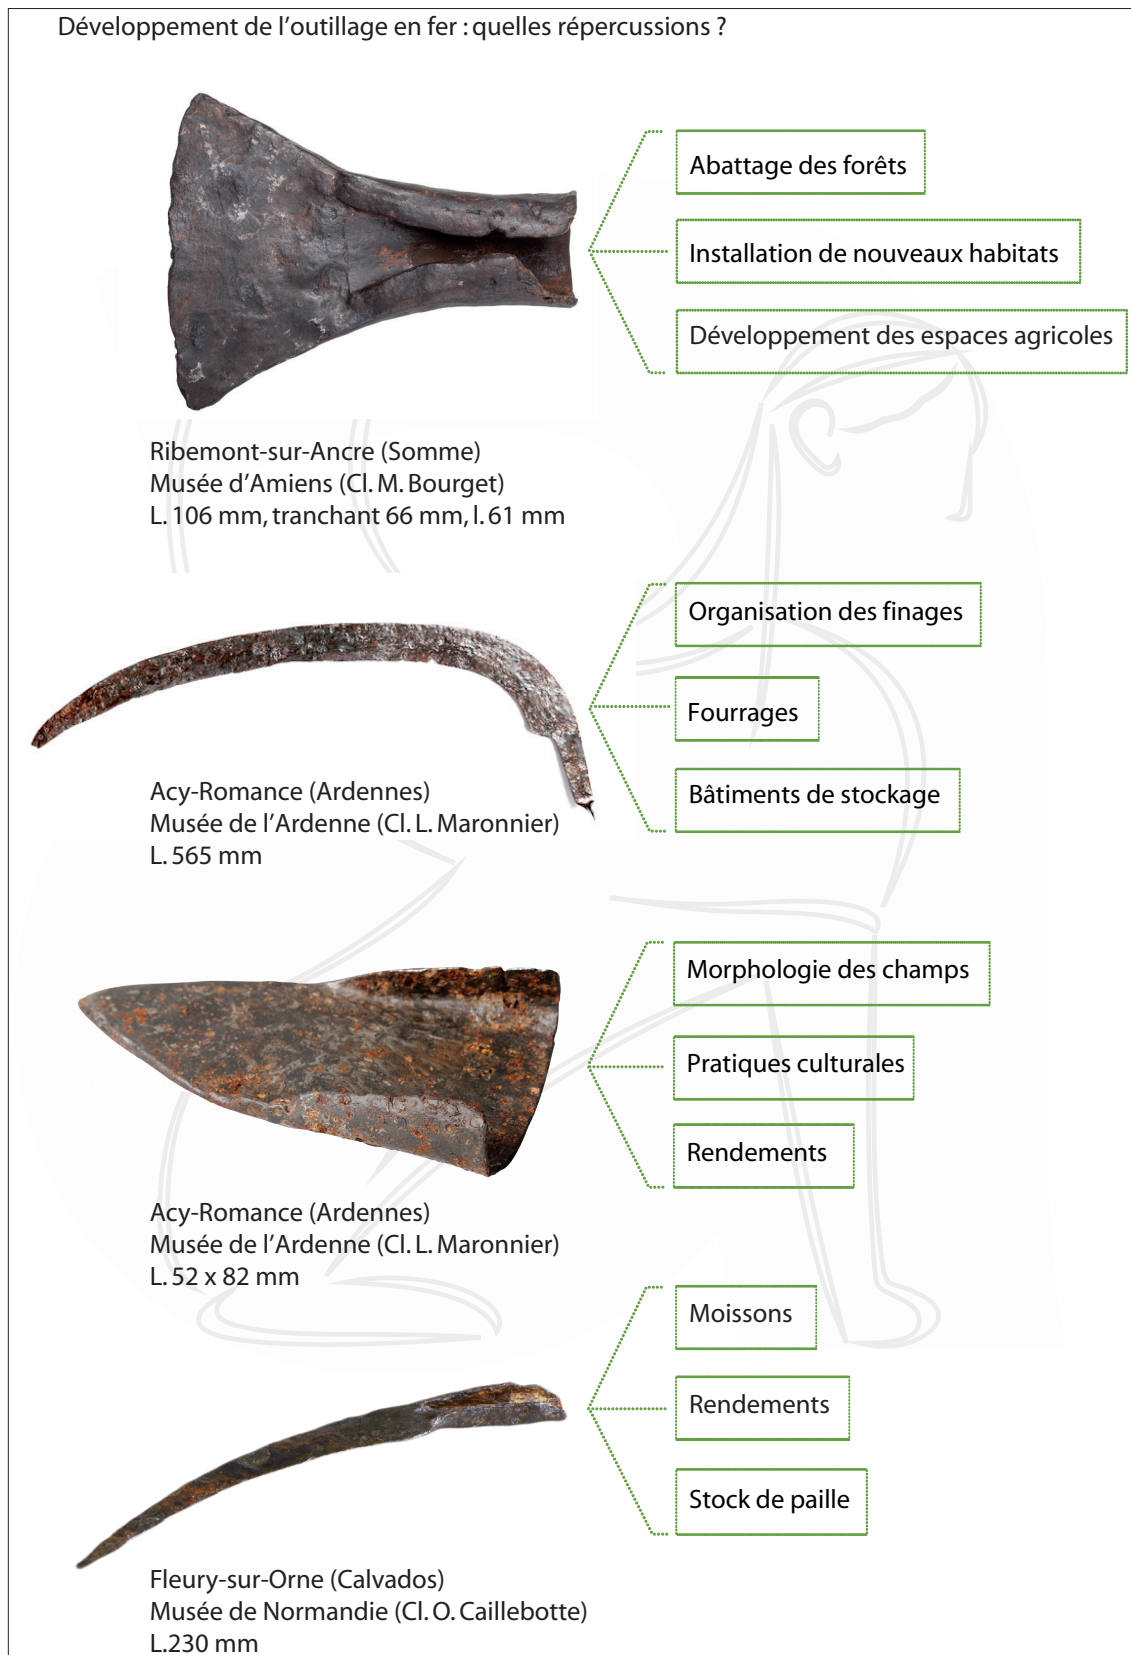 Développement de l'outillage en fer : quelles répercussions ?
Abattage des forêts
Installation de nouveaux habitats
Développement des espaces agricoles
Ribemont-sur-Ancre (Somme)
Musée d'Amiens (Cl. M. Bourget)
L. 106 mm, tranchant 66 mm, l. 61 mm
Organisation des finages
Fourrages
Bâtiments de stockage
Acy-Romance (Ardennes)
Musée de l'Ardenne (Cl. L. Maronnier)
L. 565 mm
Morphologie des champs
Pratiques culturales
Rendements
Acy-Romance (Ardennes)
Musée de l'Ardenne (Cl. L. Maronnier)
L. 52 x 82 mm
Moissons
Rendements
Stock de paille
Fleury-sur-Orne (Calvados)
Musée de Normandie (Cl. O. Caillebotte)
L.230 mm